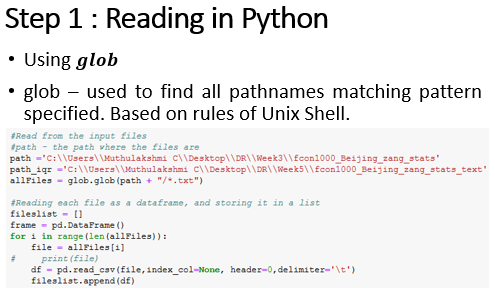 Step 1 : Reading in Python
• Using glob
• glob – used to find all pathnames matching pattern
specified. Based on rules of Unix Shell.
#Read from the input files
#path - the path where the files are
path ='C:\\Users\\Muthulakshmi C\\Desktop\\DR\\Week3\\fcon1000_Beijing_zang_stats'
path_iqr ='C:\\Users\\Muthulakshmi C\\Desktop\\DR\\Week5\\fcon1000_Beijing_zang_stats_text'
allFiles = glob.glob(path + "/*.txt")
#Reading each file as a dataframe, and storing it in a list
fileslist = []
frame = pd.DataFrame()
for i in range(len(allFiles)):
    file = allFiles[i]
#     print(file)
    df = pd.read_csv(file,index_col=None, header=0,delimiter='\t')
    fileslist.append(df)